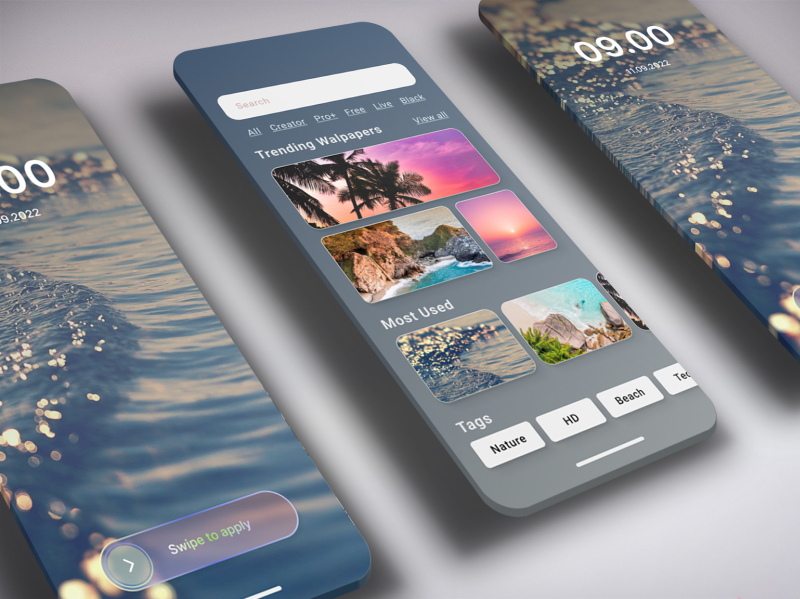 00
09.2022
Swipe to apply
Search
All Creator Pro+ Free Live Black
Trending Walpapers
View all
Most Used
Tags
Nature HD Beach Tec
09.00
11.09.2022